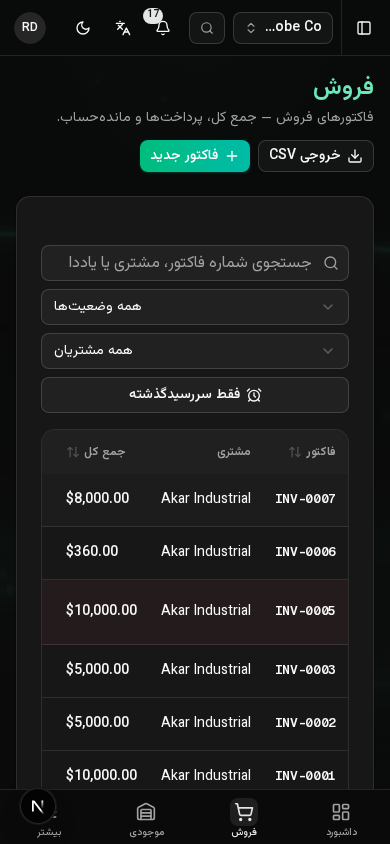 ...obe Co
17
RD
فروش
فاکتورهای فروش — جمع کل، پرداخت‌ها و مانده‌حساب.
خروجی CSV
فاکتور جدید
جستجوی شماره فاکتور، مشتری یا یاددا
همه وضعیت‌ها
همه مشتریان
فقط سررسیدگذشته
فاکتور مشتری جمع کل
INV-0007 Akar Industrial $8,000.00
INV-0006 Akar Industrial $360.00
INV-0005 Akar Industrial $10,000.00
INV-0003 Akar Industrial $5,000.00
INV-0002 Akar Industrial $5,000.00
INV-0001 Akar Industrial $10,000.00
داشبورد فروش موجودی بیشتر
N